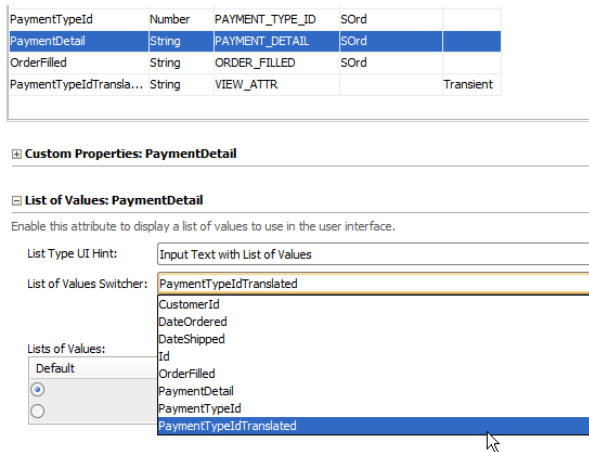 PaymentTypeId Number PAYMENT_TYPE_ID SOrd
PaymentDetail String PAYMENT_DETAIL SOrd
OrderFilled String ORDER_FILLED SOrd
PaymentTypeIdTransla... String VIEW_ATTR Transient
Custom Properties: PaymentDetail
List of Values: PaymentDetail
Enable this attribute to display a list of values to use in the user interface.
List Type UI Hint: Input Text with List of Values
List of Values Switcher: PaymentTypeIdTranslated
CustomerId
DateOrdered
DateShipped
Lists of Values: Id
Default OrderFilled
PaymentDetail
PaymentTypeId
PaymentTypeIdTranslated